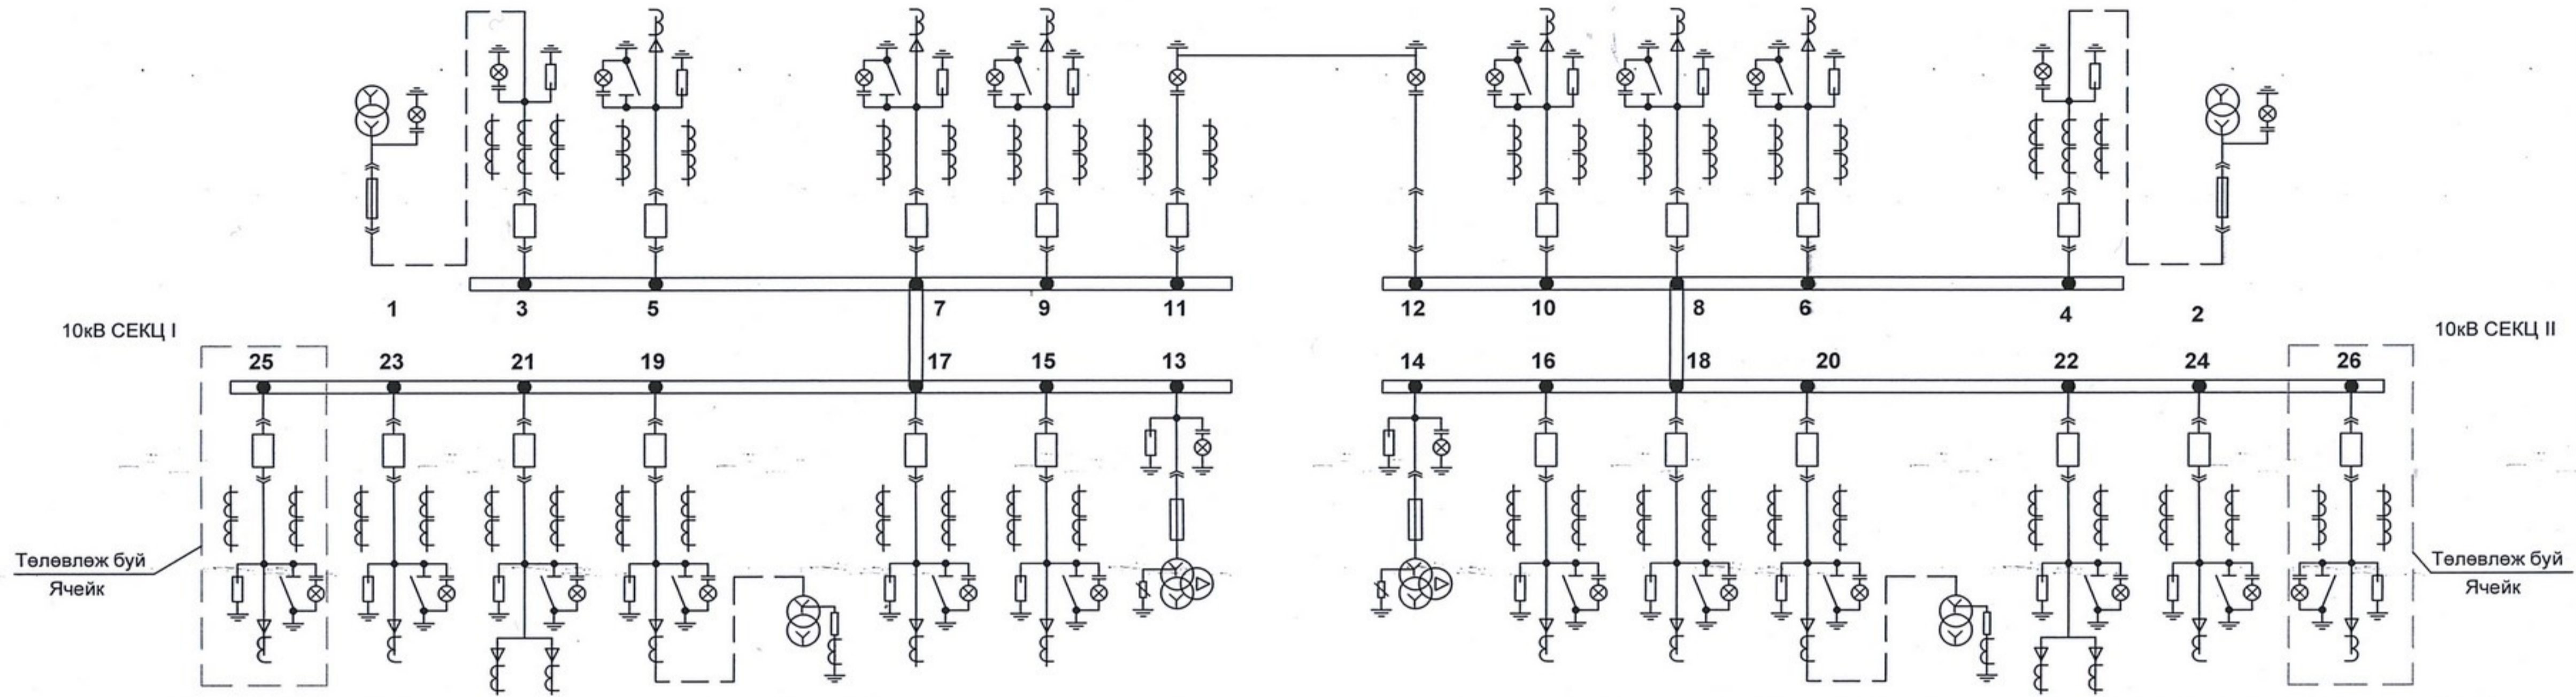 1 3 5 7 9 11 12 10 8 6 4 2
10кВ СЕКЦ I
10кВ СЕКЦ II
25 23 21 19 17 15 13 14 16 18 20 22 24 26
Төлөвлөж буй
Ячейк
Төлөвлөж буй
Ячейк